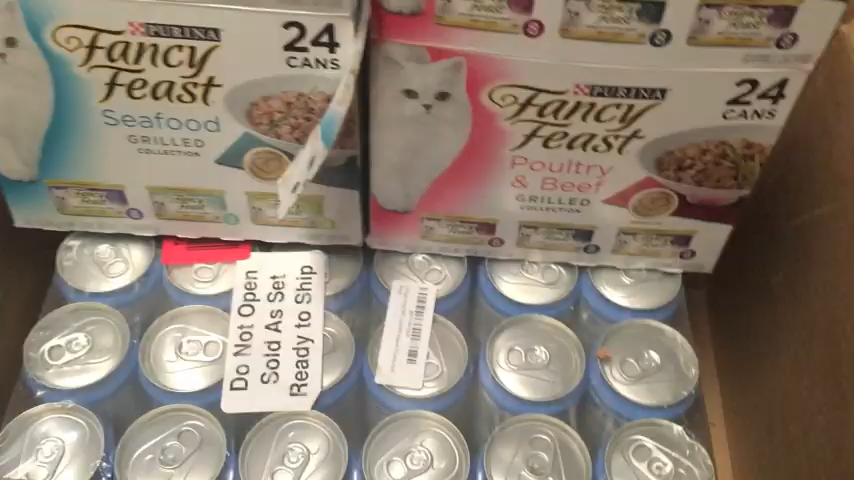 PURINA
Fancy
Feast
Seafood
GRILLED
COLLECTION
24
CANS
PURINA
Fancy
Feast
Poultry
& Beef
GRILLED
COLLECTION
24
CANS
Do Not Open
Sold As Set
Ready to Ship